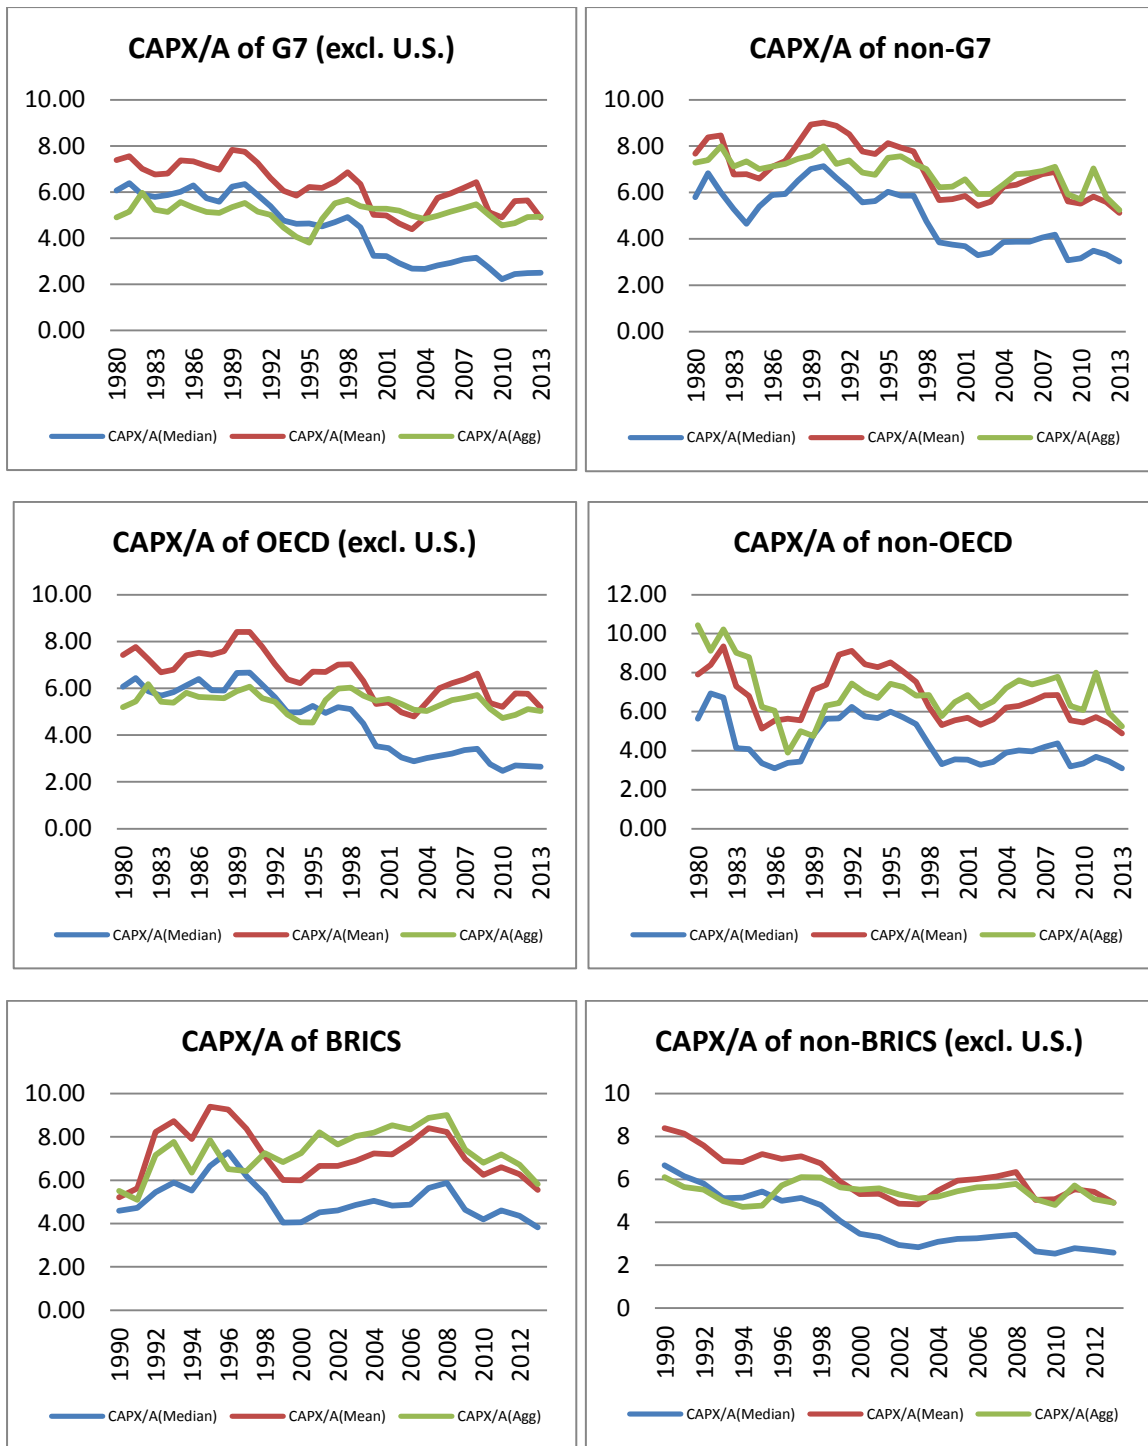 CAPX/A of G7 (excl. U.S.)
10.00
8.00
6.00
4.00
2.00
0.00
1980 1983 1986 1989 1992 1995 1998 2001 2004 2007 2010 2013
CAPX/A(Median) CAPX/A(Mean) CAPX/A(Agg)
CAPX/A of non-G7
10.00
8.00
6.00
4.00
2.00
0.00
1980 1983 1986 1989 1992 1995 1998 2001 2004 2007 2010 2013
CAPX/A(Median) CAPX/A(Mean) CAPX/A(Agg)
CAPX/A of OECD (excl. U.S.)
10.00
8.00
6.00
4.00
2.00
0.00
1980 1983 1986 1989 1992 1995 1998 2001 2004 2007 2010 2013
CAPX/A(Median) CAPX/A(Mean) CAPX/A(Agg)
CAPX/A of non-OECD
12.00
10.00
8.00
6.00
4.00
2.00
0.00
1980 1983 1986 1989 1992 1995 1998 2001 2004 2007 2010 2013
CAPX/A(Median) CAPX/A(Mean) CAPX/A(Agg)
CAPX/A of BRICS
10.00
8.00
6.00
4.00
2.00
0.00
1990 1992 1994 1996 1998 2000 2002 2004 2006 2008 2010 2012
CAPX/A(Median) CAPX/A(Mean) CAPX/A(Agg)
CAPX/A of non-BRICS (excl. U.S.)
10
8
6
4
2
0
1990 1992 1994 1996 1998 2000 2002 2004 2006 2008 2010 2012
CAPX/A(Median) CAPX/A(Mean) CAPX/A(Agg)